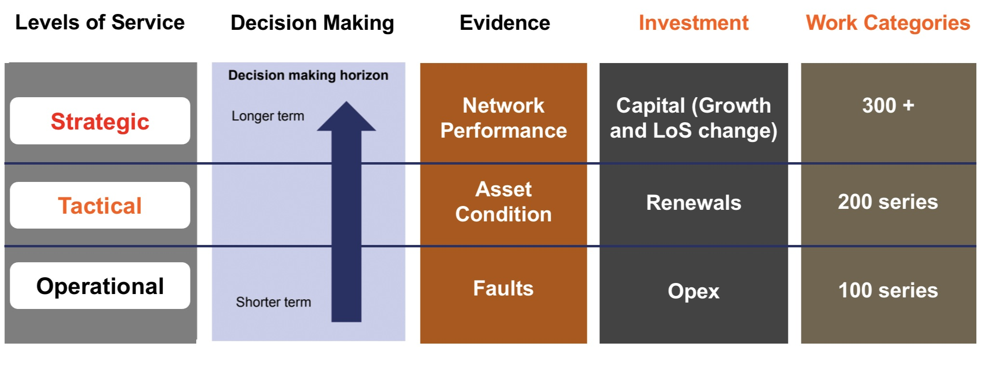 Levels of Service
Decision Making
Evidence
Investment
Work Categories
Strategic
Decision making horizon
Longer term
Network
Performance
Capital (Growth
and LoS change)
300 +
Tactical
Asset
Condition
Renewals
200 series
Operational
Shorter term
Faults
Opex
100 series